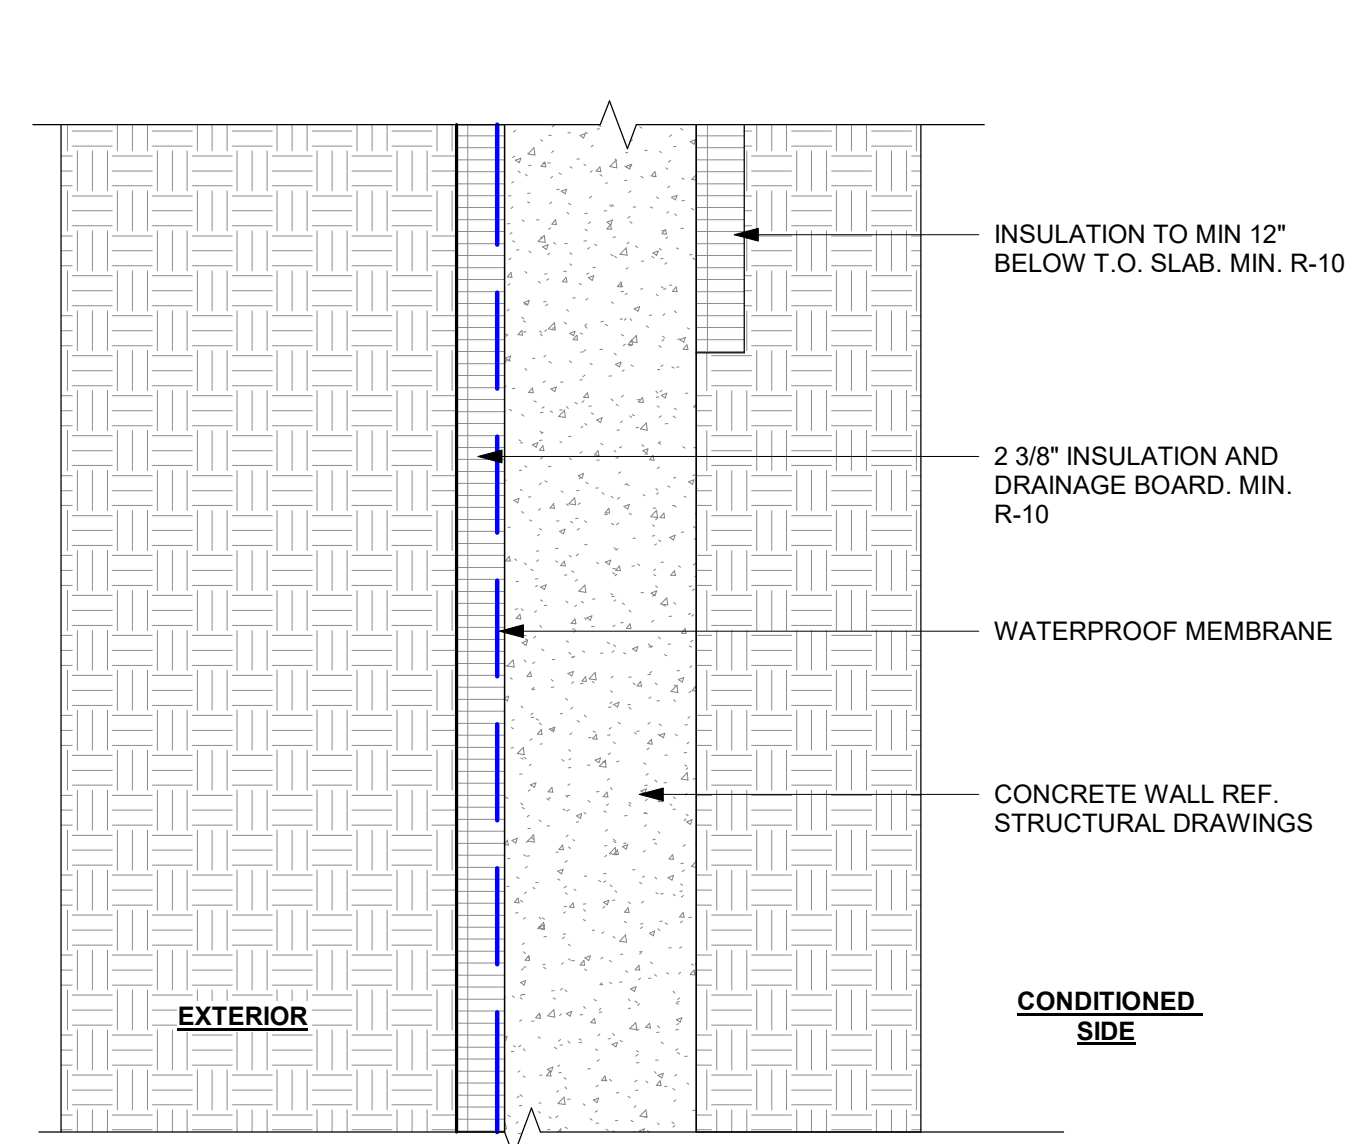 INSULATION TO MIN 12"
BELOW T.O. SLAB. MIN. R-10
2 3/8" INSULATION AND
DRAINAGE BOARD. MIN.
R-10
WATERPROOF MEMBRANE
CONCRETE WALL REF.
STRUCTURAL DRAWINGS
EXTERIOR
CONDITIONED
SIDE